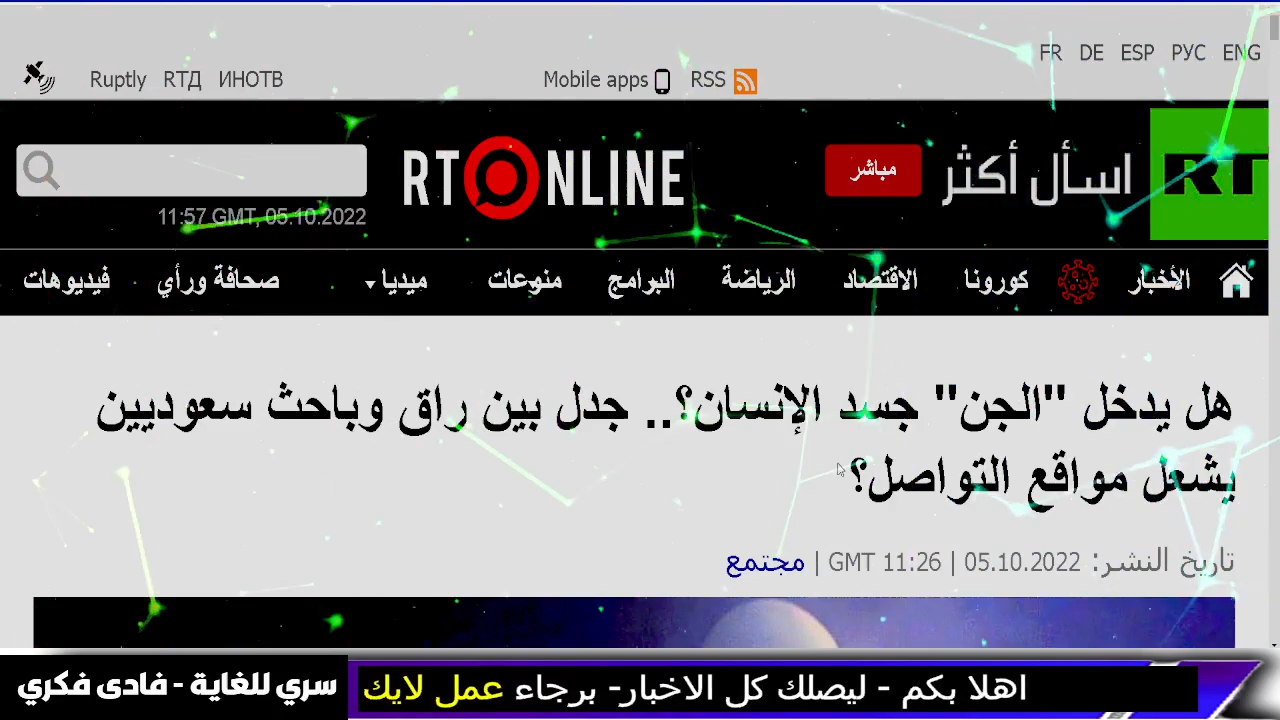 FR DE ESP РУС ENG
Ruptly RTД ИНОТВ Mobile apps RSS
RT اسأل أكثر مباشر RT ONLINE
11:57 GMT, 05.10.2022
الأخبار كورونا الاقتصاد الرياضة البرامج منوعات ميديا صحافة ورأي فيديوهات
هل يدخل "الجن" جسد الإنسان؟.. جدل بين راق وباحث سعوديين
يشعل مواقع التواصل؟
تاريخ النشر: 05.10.2022 | 11:26 GMT | مجتمع
اهلا بكم - ليصلك كل الاخبار- برجاء عمل لايك
سري للغاية - فادى فكري